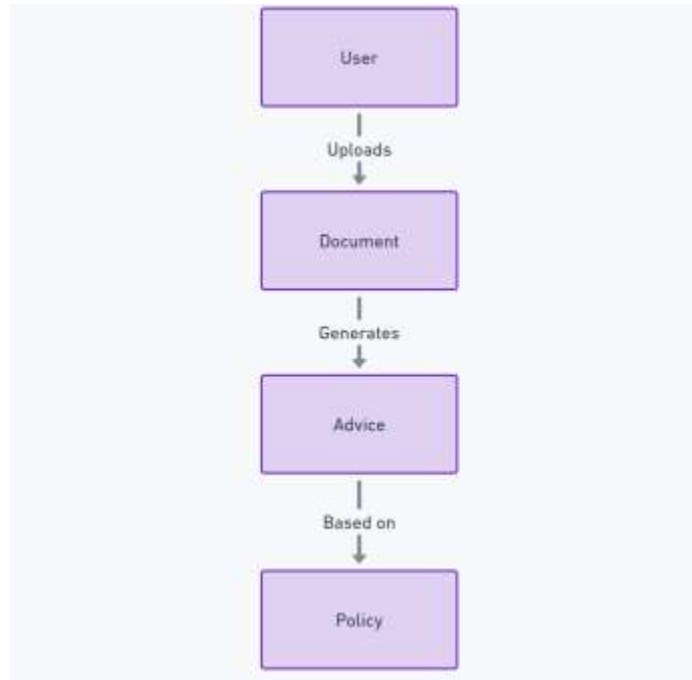 User
Uploads
Document
Generates
Advice
Based on
Policy